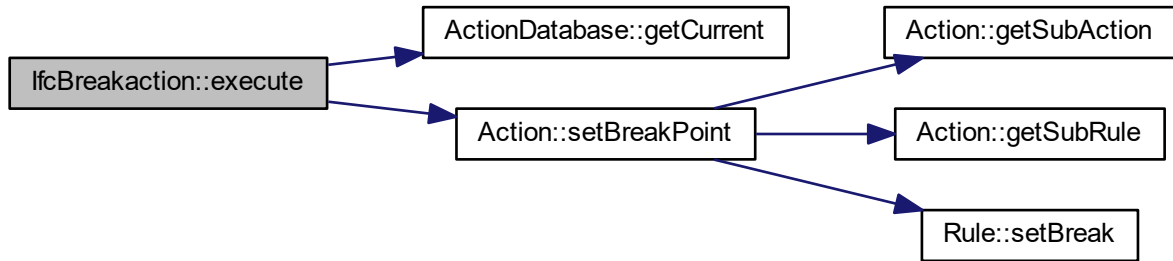 IfcBreakaction::execute
ActionDatabase::getCurrent
Action::setBreakPoint
Action::getSubAction
Action::getSubRule
Rule::setBreak